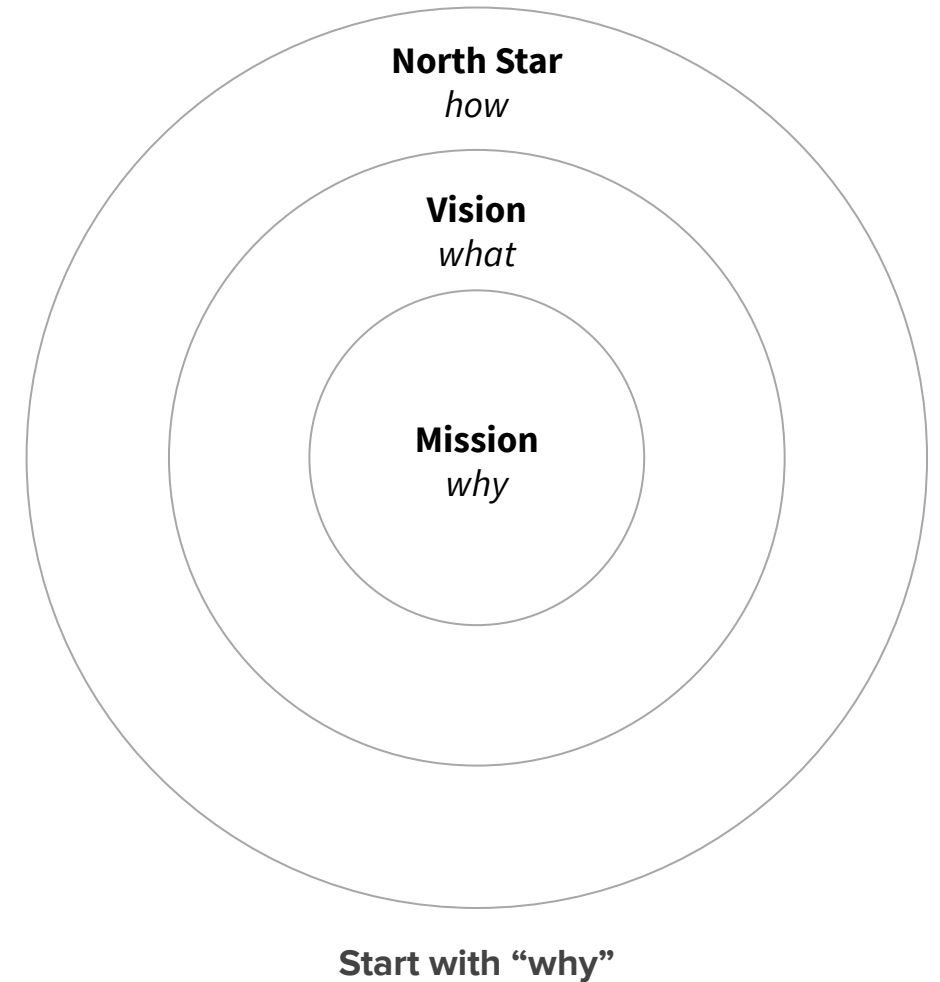 North Star
how
Vision
what
Mission
why
Start with “why”